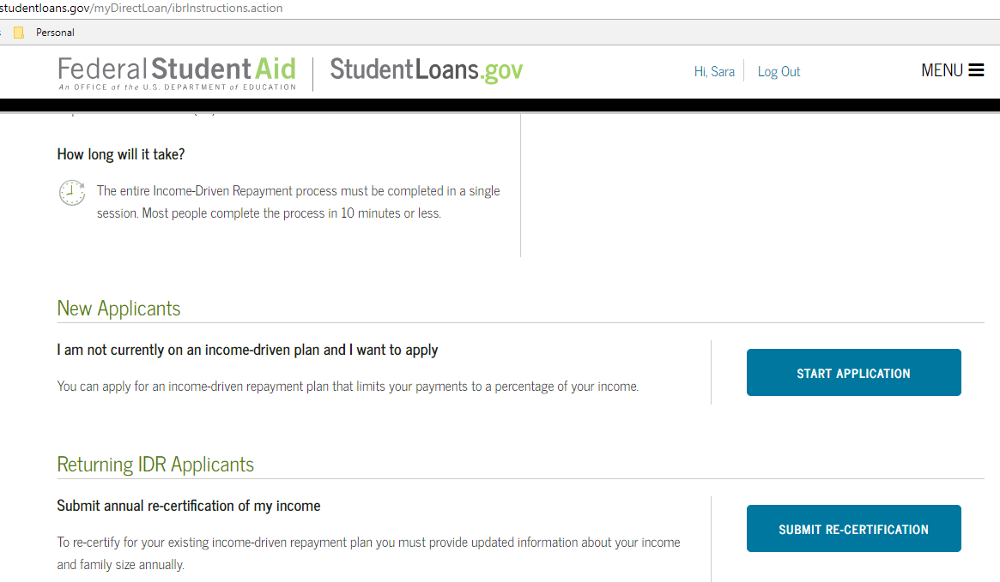 studentloans.gov/myDirectLoan/ibrInstructions.action
Personal
Federal Student Aid
An OFFICE of the U.S. DEPARTMENT of EDUCATION
StudentLoans.gov
Hi, Sara
Log Out
MENU
How long will it take?
The entire Income-Driven Repayment process must be completed in a single
session. Most people complete the process in 10 minutes or less.
New Applicants
I am not currently on an income-driven plan and I want to apply
You can apply for an income-driven repayment plan that limits your payments to a percentage of your income.
START APPLICATION
Returning IDR Applicants
Submit annual re-certification of my income
To re-certify for your existing income-driven repayment plan you must provide updated information about your income
and family size annually.
SUBMIT RE-CERTIFICATION